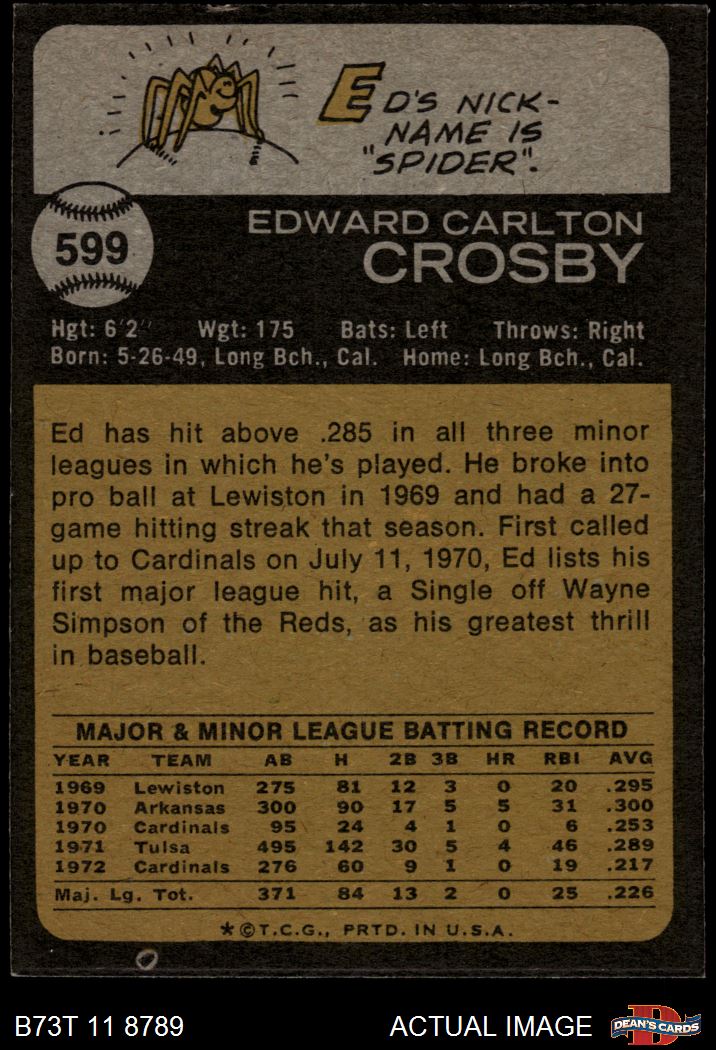 ED'S NICK-
NAME IS
"SPIDER".
599
EDWARD CARLTON
CROSBY
Hgt: 6'2" Wgt: 175 Bats: Left Throws: Right
Born: 5-26-49, Long Bch., Cal. Home: Long Bch., Cal.
Ed has hit above .285 in all three minor
leagues in which he's played. He broke into
pro ball at Lewiston in 1969 and had a 27-
game hitting streak that season. First called
up to Cardinals on July 11, 1970, Ed lists his
first major league hit, a Single off Wayne
Simpson of the Reds, as his greatest thrill
in baseball.
MAJOR & MINOR LEAGUE BATTING RECORD
YEAR TEAM AB H 2B 3B HR RBI AVG
1969 Lewiston 275 81 12 3 0 20 .295
1970 Arkansas 300 90 17 5 5 31 .300
1970 Cardinals 95 24 4 1 0 6 .253
1971 Tulsa 495 142 30 5 4 46 .289
1972 Cardinals 276 60 9 1 0 19 .217
Maj. Lg. Tot. 371 84 13 2 0 25 .226
*©T.C.G., PRTD. IN U.S.A.
B73T 11 8789 ACTUAL IMAGE DEAN'S CARDS